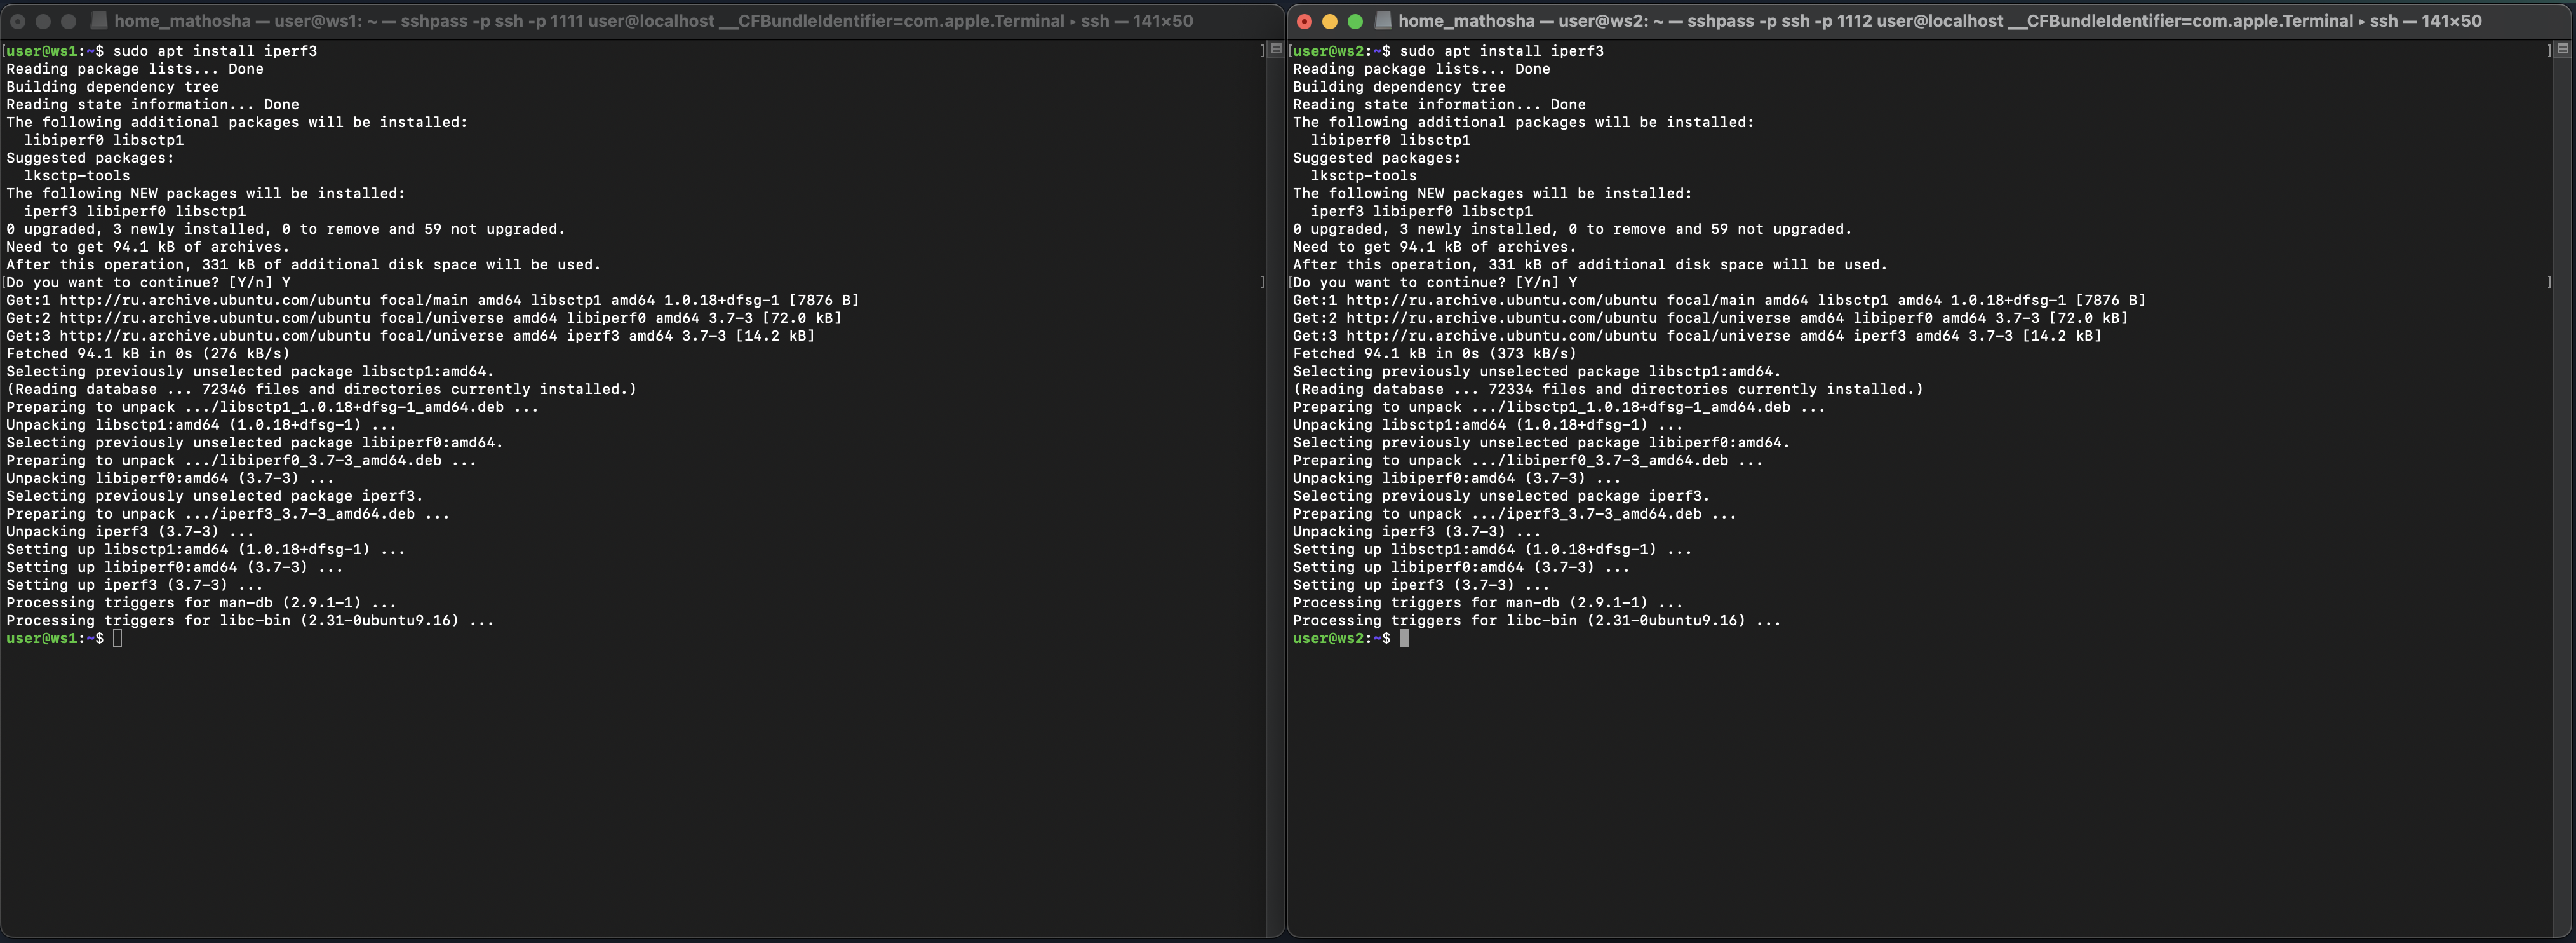 home_mathosha — user@ws1: ~ — sshpass -p ssh -p 1111 user@localhost __CFBundleIdentifier=com.apple.Terminal ▸ ssh — 141×50
[user@ws1:~$ sudo apt install iperf3 ]
Reading package lists... Done
Building dependency tree
Reading state information... Done
The following additional packages will be installed:
  libiperf0 libsctp1
Suggested packages:
  lksctp-tools
The following NEW packages will be installed:
  iperf3 libiperf0 libsctp1
0 upgraded, 3 newly installed, 0 to remove and 59 not upgraded.
Need to get 94.1 kB of archives.
After this operation, 331 kB of additional disk space will be used.
[Do you want to continue? [Y/n] Y ]
Get:1 http://ru.archive.ubuntu.com/ubuntu focal/main amd64 libsctp1 amd64 1.0.18+dfsg-1 [7876 B]
Get:2 http://ru.archive.ubuntu.com/ubuntu focal/universe amd64 libiperf0 amd64 3.7-3 [72.0 kB]
Get:3 http://ru.archive.ubuntu.com/ubuntu focal/universe amd64 iperf3 amd64 3.7-3 [14.2 kB]
Fetched 94.1 kB in 0s (276 kB/s)
Selecting previously unselected package libsctp1:amd64.
(Reading database ... 72346 files and directories currently installed.)
Preparing to unpack .../libsctp1_1.0.18+dfsg-1_amd64.deb ...
Unpacking libsctp1:amd64 (1.0.18+dfsg-1) ...
Selecting previously unselected package libiperf0:amd64.
Preparing to unpack .../libiperf0_3.7-3_amd64.deb ...
Unpacking libiperf0:amd64 (3.7-3) ...
Selecting previously unselected package iperf3.
Preparing to unpack .../iperf3_3.7-3_amd64.deb ...
Unpacking iperf3 (3.7-3) ...
Setting up libsctp1:amd64 (1.0.18+dfsg-1) ...
Setting up libiperf0:amd64 (3.7-3) ...
Setting up iperf3 (3.7-3) ...
Processing triggers for man-db (2.9.1-1) ...
Processing triggers for libc-bin (2.31-0ubuntu9.16) ...
user@ws1:~$
home_mathosha — user@ws2: ~ — sshpass -p ssh -p 1112 user@localhost __CFBundleIdentifier=com.apple.Terminal ▸ ssh — 141×50
[user@ws2:~$ sudo apt install iperf3 ]
Reading package lists... Done
Building dependency tree
Reading state information... Done
The following additional packages will be installed:
  libiperf0 libsctp1
Suggested packages:
  lksctp-tools
The following NEW packages will be installed:
  iperf3 libiperf0 libsctp1
0 upgraded, 3 newly installed, 0 to remove and 59 not upgraded.
Need to get 94.1 kB of archives.
After this operation, 331 kB of additional disk space will be used.
[Do you want to continue? [Y/n] Y ]
Get:1 http://ru.archive.ubuntu.com/ubuntu focal/main amd64 libsctp1 amd64 1.0.18+dfsg-1 [7876 B]
Get:2 http://ru.archive.ubuntu.com/ubuntu focal/universe amd64 libiperf0 amd64 3.7-3 [72.0 kB]
Get:3 http://ru.archive.ubuntu.com/ubuntu focal/universe amd64 iperf3 amd64 3.7-3 [14.2 kB]
Fetched 94.1 kB in 0s (373 kB/s)
Selecting previously unselected package libsctp1:amd64.
(Reading database ... 72334 files and directories currently installed.)
Preparing to unpack .../libsctp1_1.0.18+dfsg-1_amd64.deb ...
Unpacking libsctp1:amd64 (1.0.18+dfsg-1) ...
Selecting previously unselected package libiperf0:amd64.
Preparing to unpack .../libiperf0_3.7-3_amd64.deb ...
Unpacking libiperf0:amd64 (3.7-3) ...
Selecting previously unselected package iperf3.
Preparing to unpack .../iperf3_3.7-3_amd64.deb ...
Unpacking iperf3 (3.7-3) ...
Setting up libsctp1:amd64 (1.0.18+dfsg-1) ...
Setting up libiperf0:amd64 (3.7-3) ...
Setting up iperf3 (3.7-3) ...
Processing triggers for man-db (2.9.1-1) ...
Processing triggers for libc-bin (2.31-0ubuntu9.16) ...
user@ws2:~$